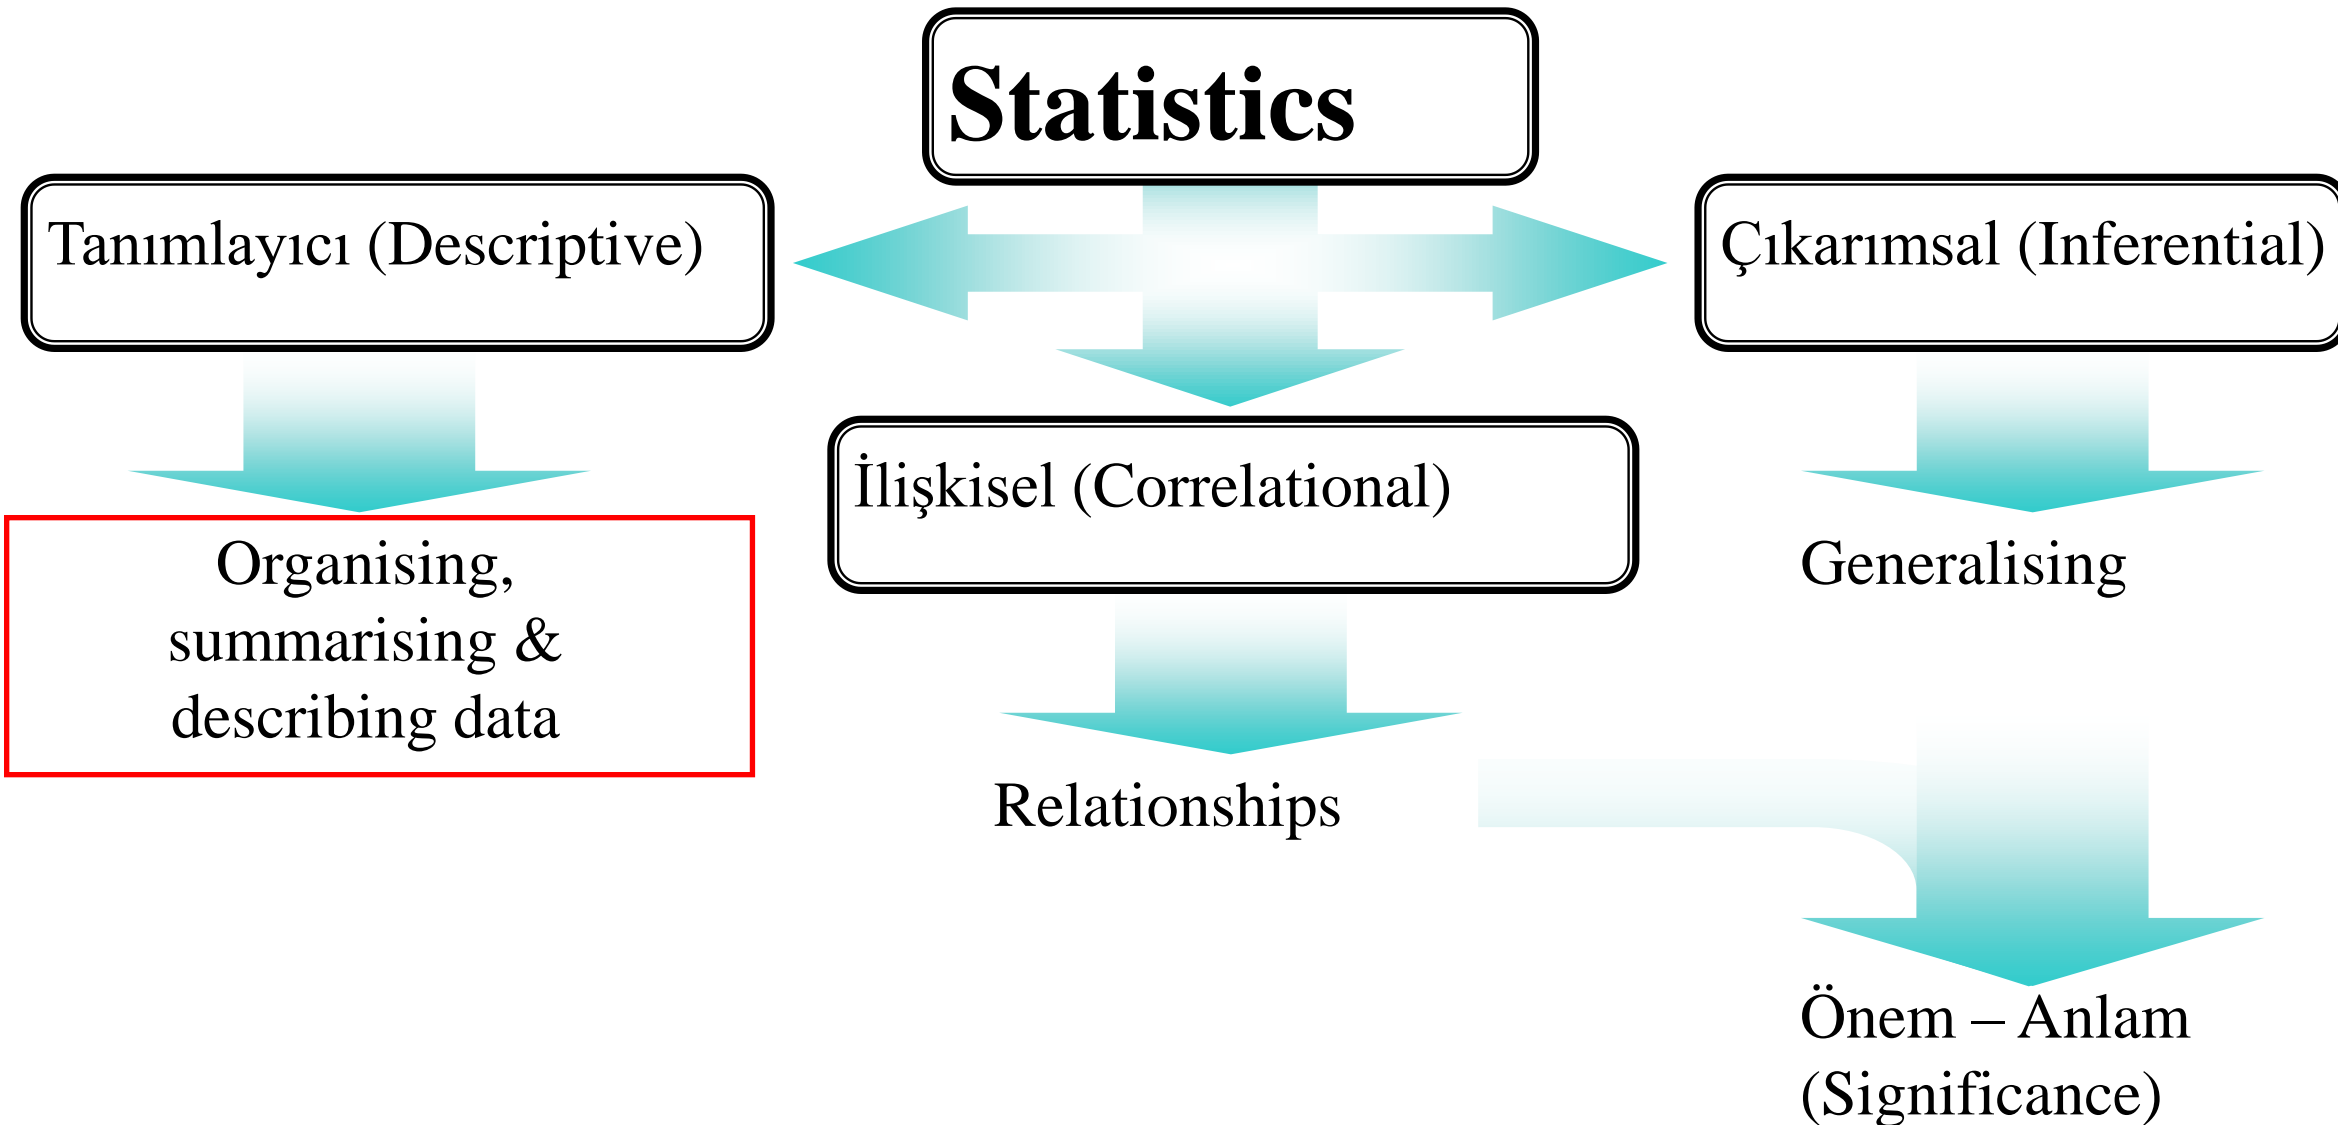 Statistics
Tanımlayıcı (Descriptive)
Çıkarımsal (Inferential)
İlişkisel (Correlational)
Organising,
summarising &
describing data
Generalising
Relationships
Önem – Anlam
(Significance)